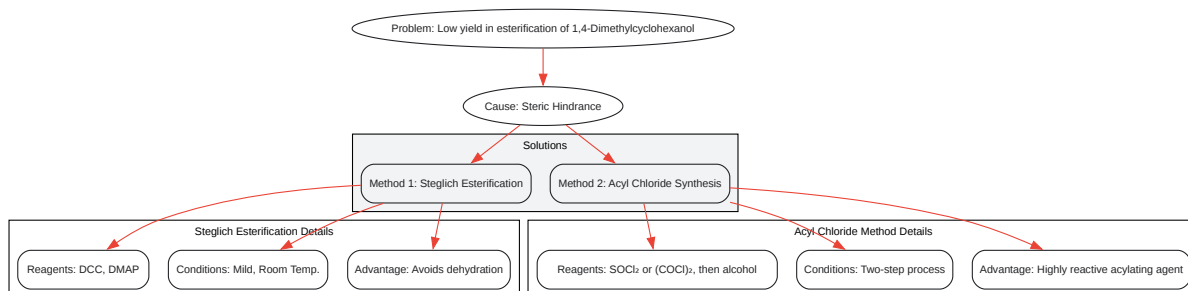 Problem: Low yield in esterification of 1,4-Dimethylcyclohexanol
Cause: Steric Hindrance
Solutions
Method 1: Steglich Esterification
Method 2: Acyl Chloride Synthesis
Steglich Esterification Details
Reagents: DCC, DMAP
Conditions: Mild, Room Temp.
Advantage: Avoids dehydration
Acyl Chloride Method Details
Reagents: SOCl₂ or (COCl)₂, then alcohol
Conditions: Two-step process
Advantage: Highly reactive acylating agent